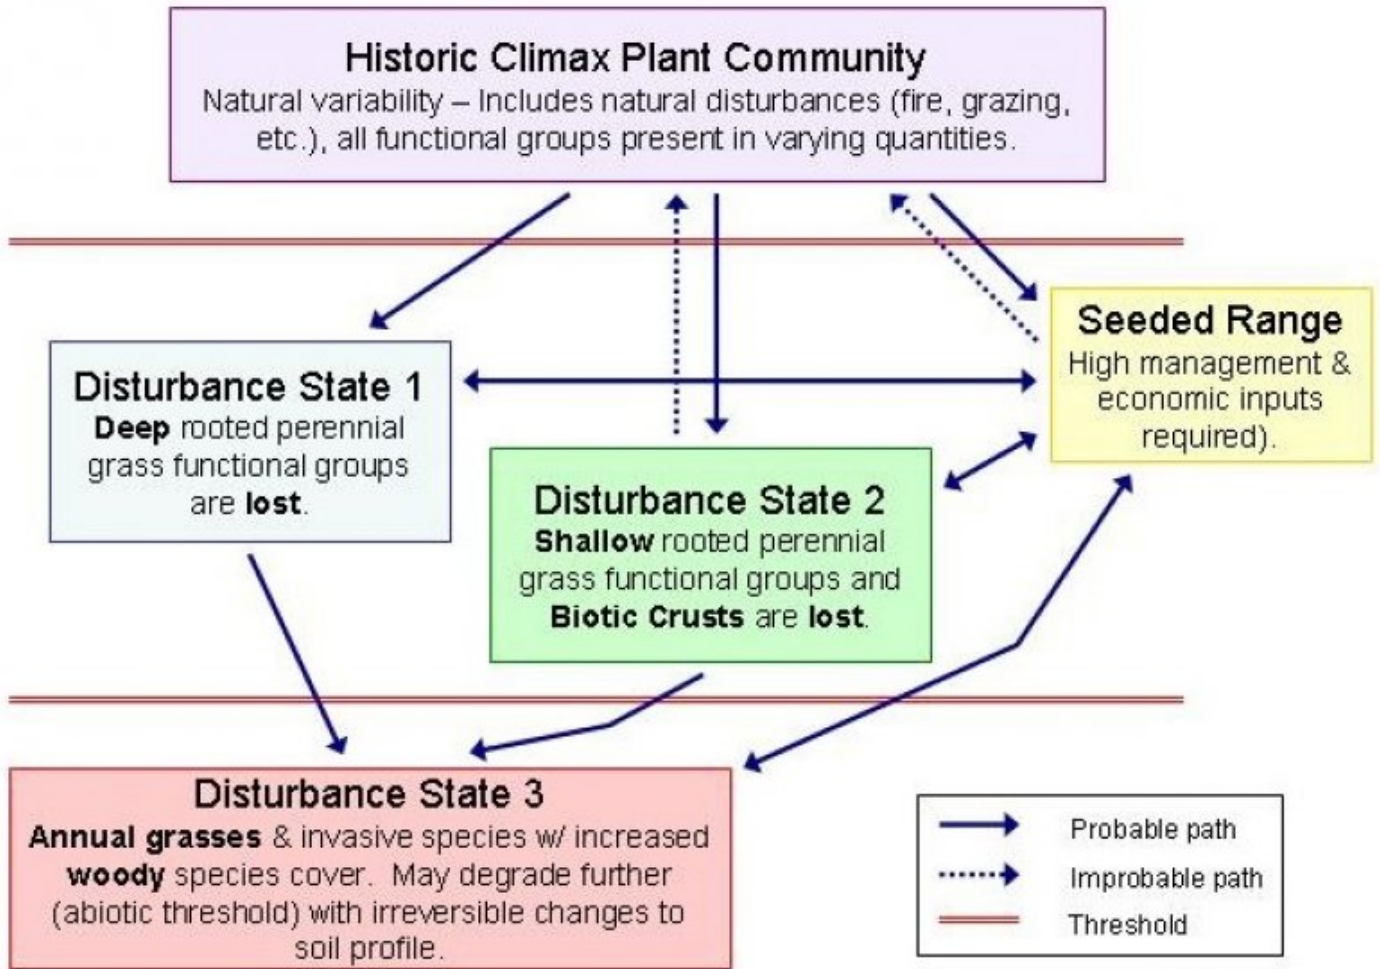 Historic Climax Plant Community
Natural variability – Includes natural disturbances (fire, grazing,
etc.), all functional groups present in varying quantities.
Seeded Range
High management &
economic inputs
required).
Disturbance State 1
Deep rooted perennial
grass functional groups
are lost.
Disturbance State 2
Shallow rooted perennial
grass functional groups and
Biotic Crusts are lost.
Disturbance State 3
Annual grasses & invasive species w/ increased
woody species cover. May degrade further
(abiotic threshold) with irreversible changes to
soil profile.
Probable path
Improbable path
Threshold